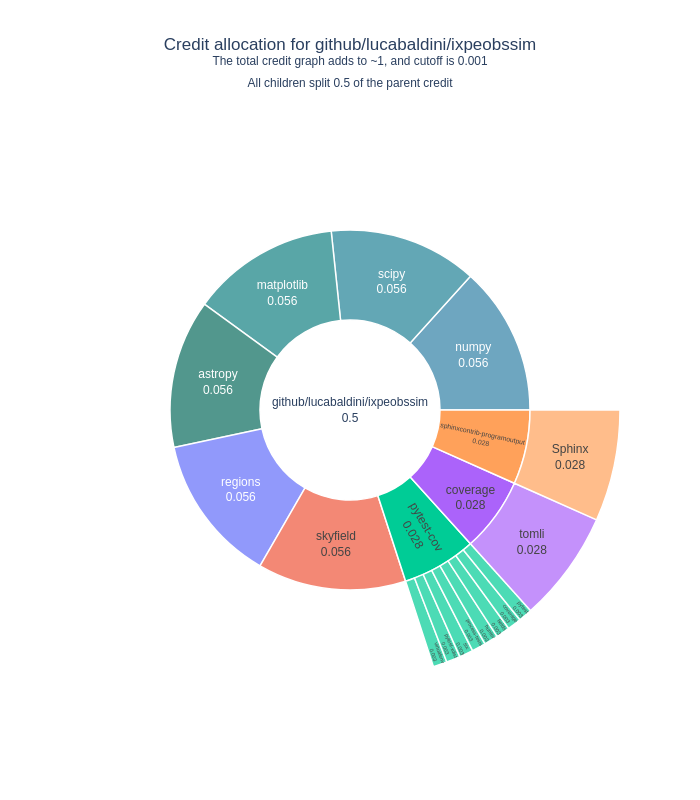 Credit allocation for github/lucabaldini/ixpeobssim
The total credit graph adds to ~1, and cutoff is 0.001
All children split 0.5 of the parent credit
scipy
0.056
matplotlib
0.056
numpy
0.056
astropy
0.056
github/lucabaldini/ixpeobssim
0.5
sphinxcontrib-programoutput
0.028
Sphinx
0.028
regions
0.056
coverage
0.028
pytest-cov
0.028
skyfield
0.056
tomli
0.028